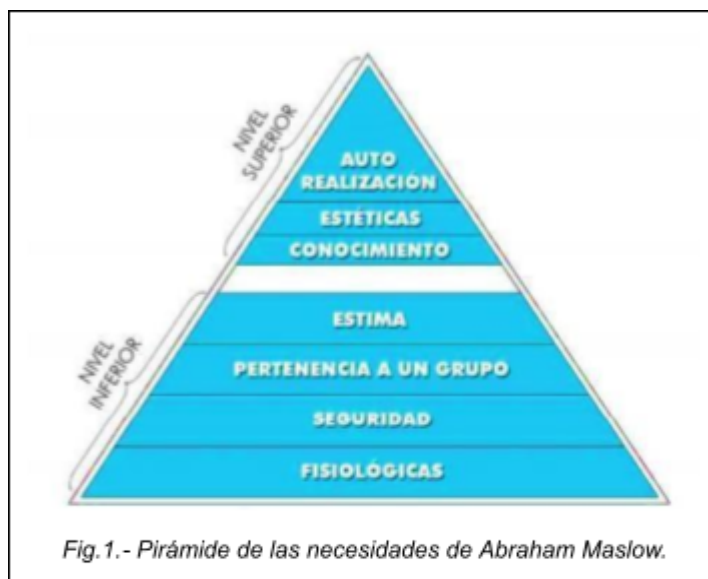 NIVEL
SUPERIOR
AUTO
REALIZACIÓN
ESTÉTICAS
CONOCIMIENTO
NIVEL
INFERIOR
ESTIMA
PERTENENCIA A UN GRUPO
SEGURIDAD
FISIOLÓGICAS
Fig.1.- Pirámide de las necesidades de Abraham Maslow.